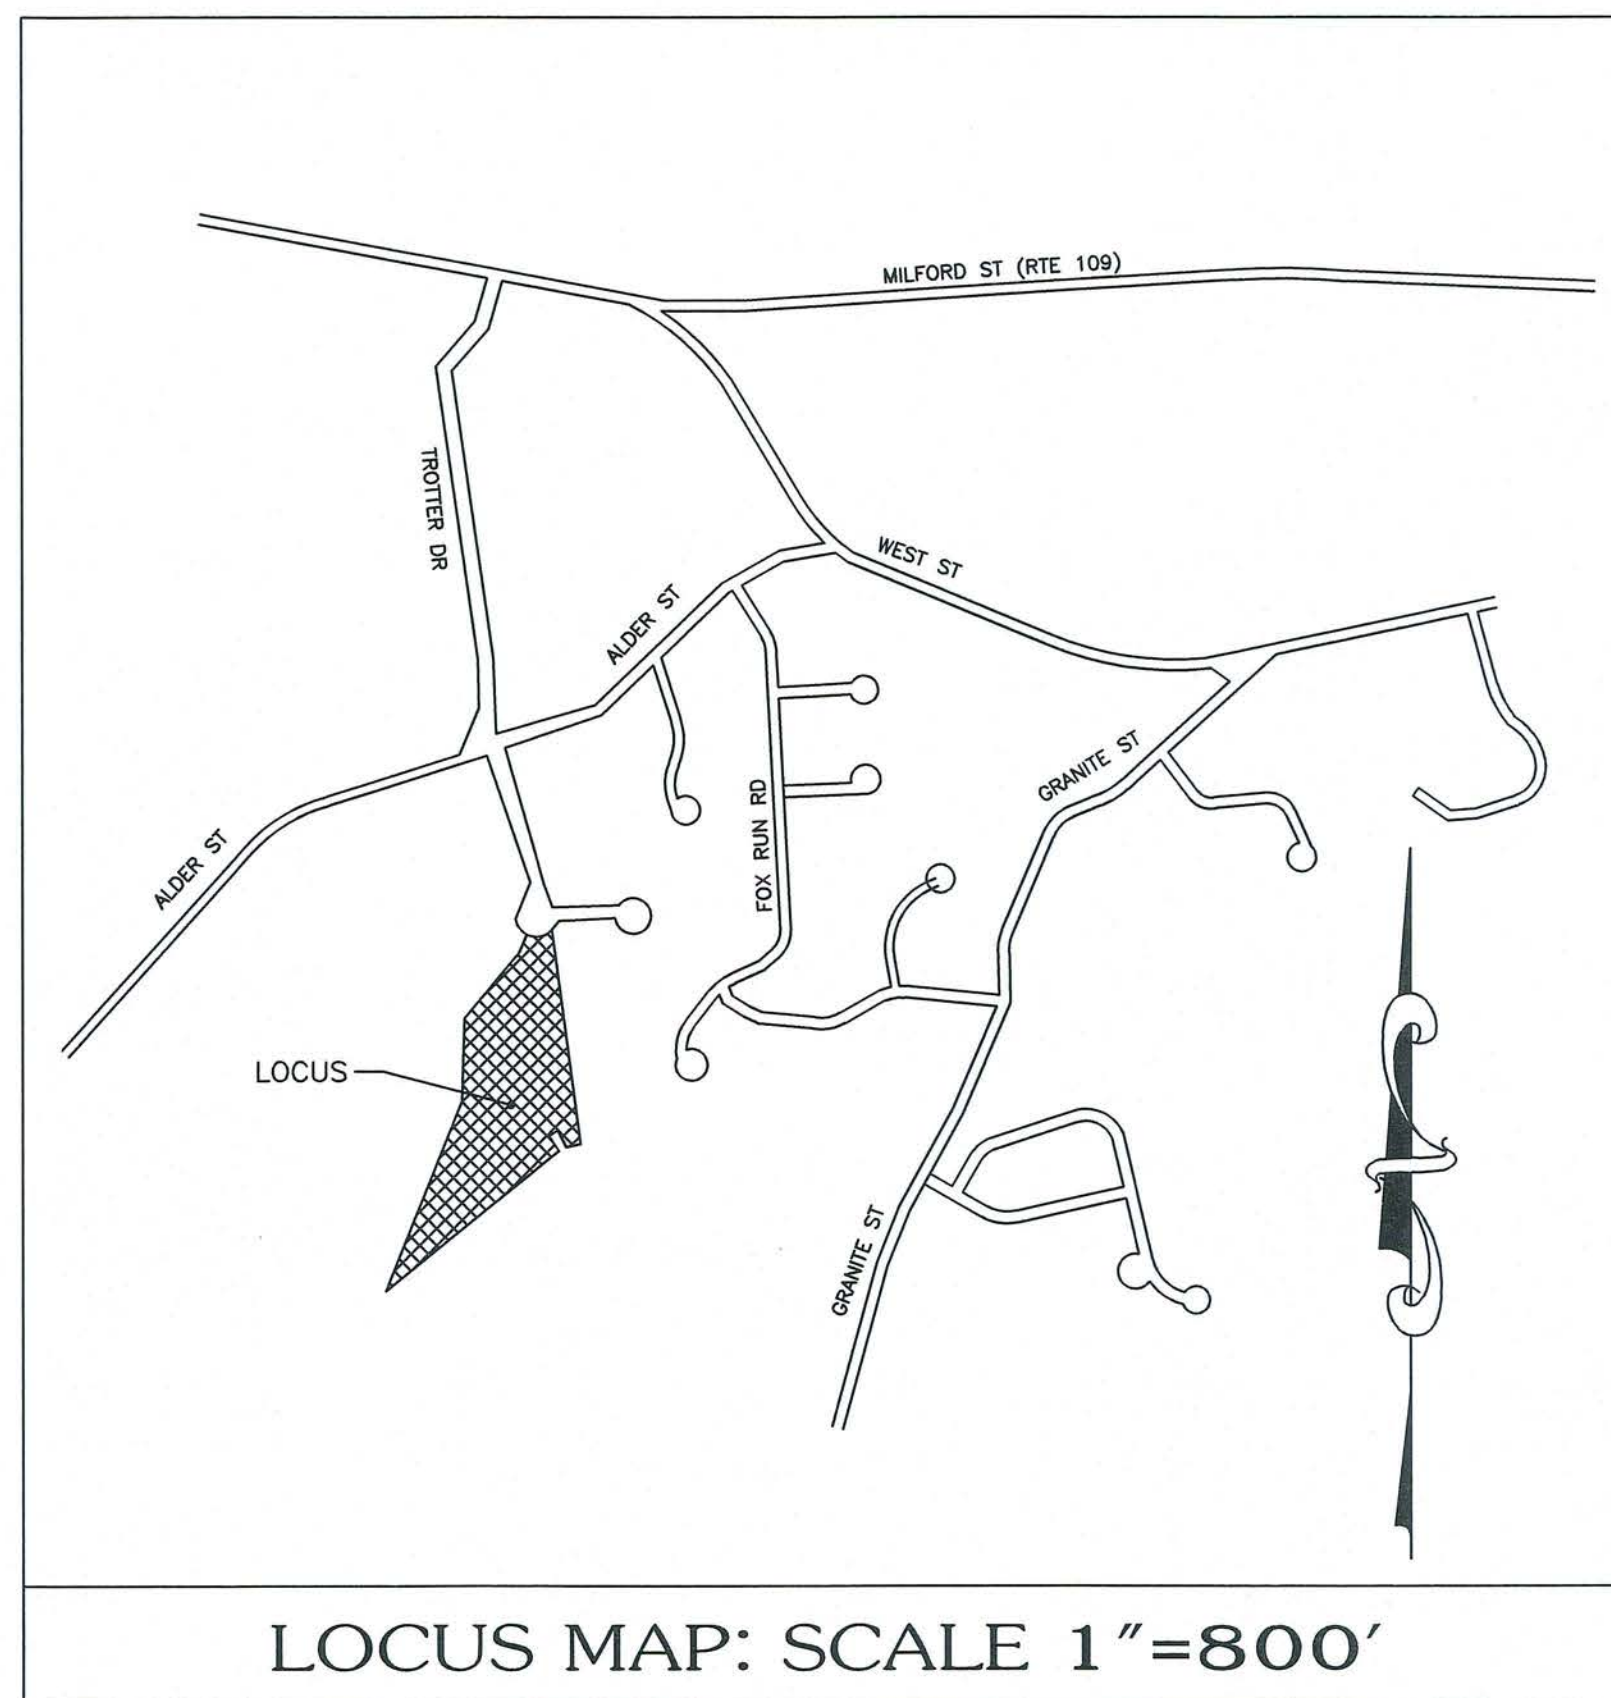 MILFORD ST (RTE 109)
TROTTER DR
WEST ST
ALDER ST
GRANITE ST
FOX RUN RD
ALDER ST
LOCUS
GRANITE ST
LOCUS MAP: SCALE 1"=800'